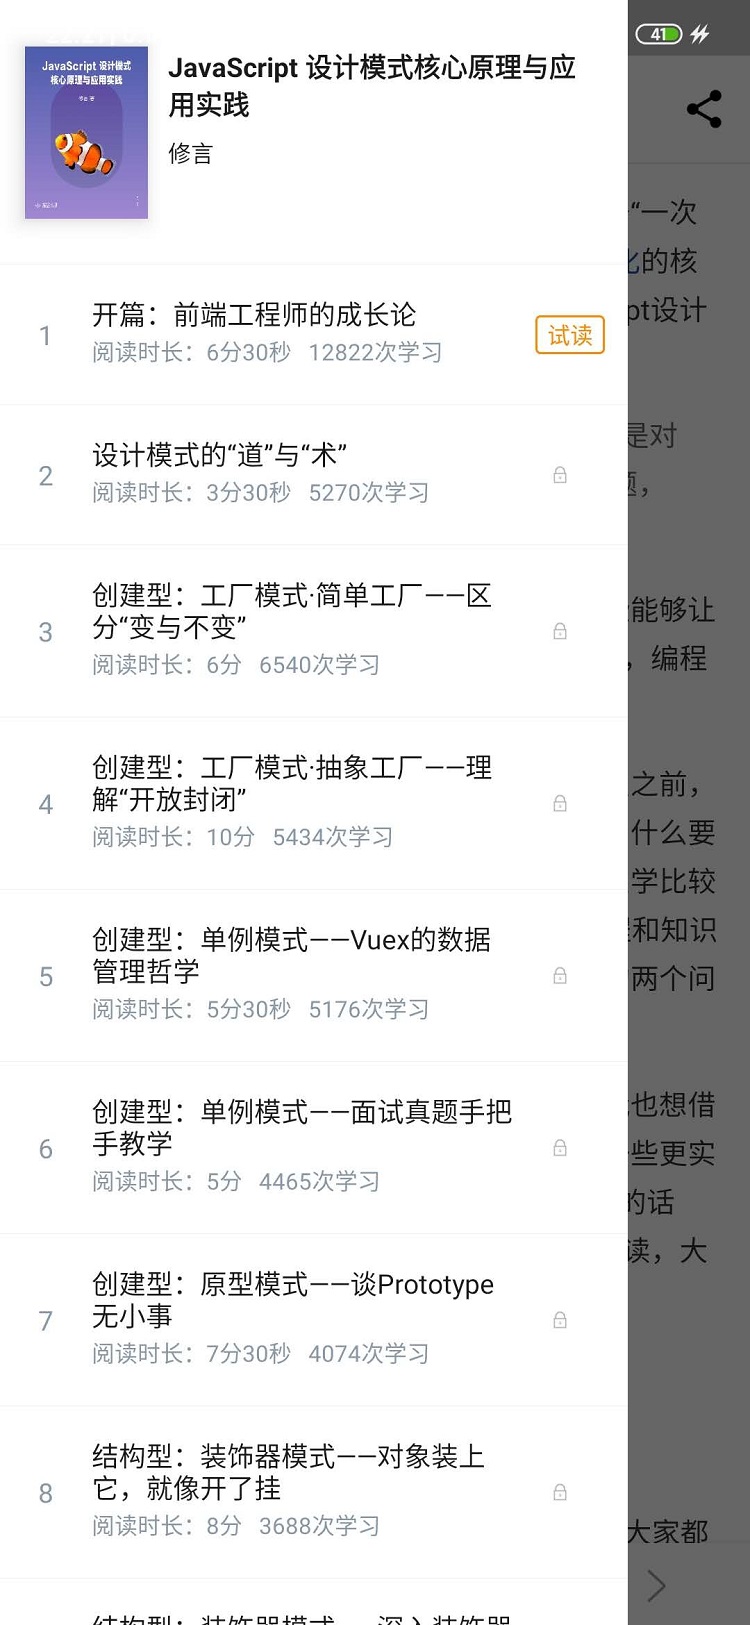 41
JavaScript 设计模式
核心原理与应用实践
修言 著
JavaScript 设计模式核心原理与应
用实践
修言
1
开篇：前端工程师的成长论
阅读时长：6分30秒 12822次学习
试读
2
设计模式的“道”与“术”
阅读时长：3分30秒 5270次学习
3
创建型：工厂模式·简单工厂——区
分“变与不变”
阅读时长：6分 6540次学习
4
创建型：工厂模式·抽象工厂——理
解“开放封闭”
阅读时长：10分 5434次学习
5
创建型：单例模式——Vuex的数据
管理哲学
阅读时长：5分30秒 5176次学习
6
创建型：单例模式——面试真题手把
手教学
阅读时长：5分 4465次学习
7
创建型：原型模式——谈Prototype
无小事
阅读时长：7分30秒 4074次学习
8
结构型：装饰器模式——对象装上
它，就像开了挂
阅读时长：8分 3688次学习
结构型：装饰器模式——深入装饰器
“一次
化的核
pt设计
是对
题，
能够让
，编程
之前，
什么要
学比较
和知识
两个问
也想借
些更实
的话
读，大
大家都